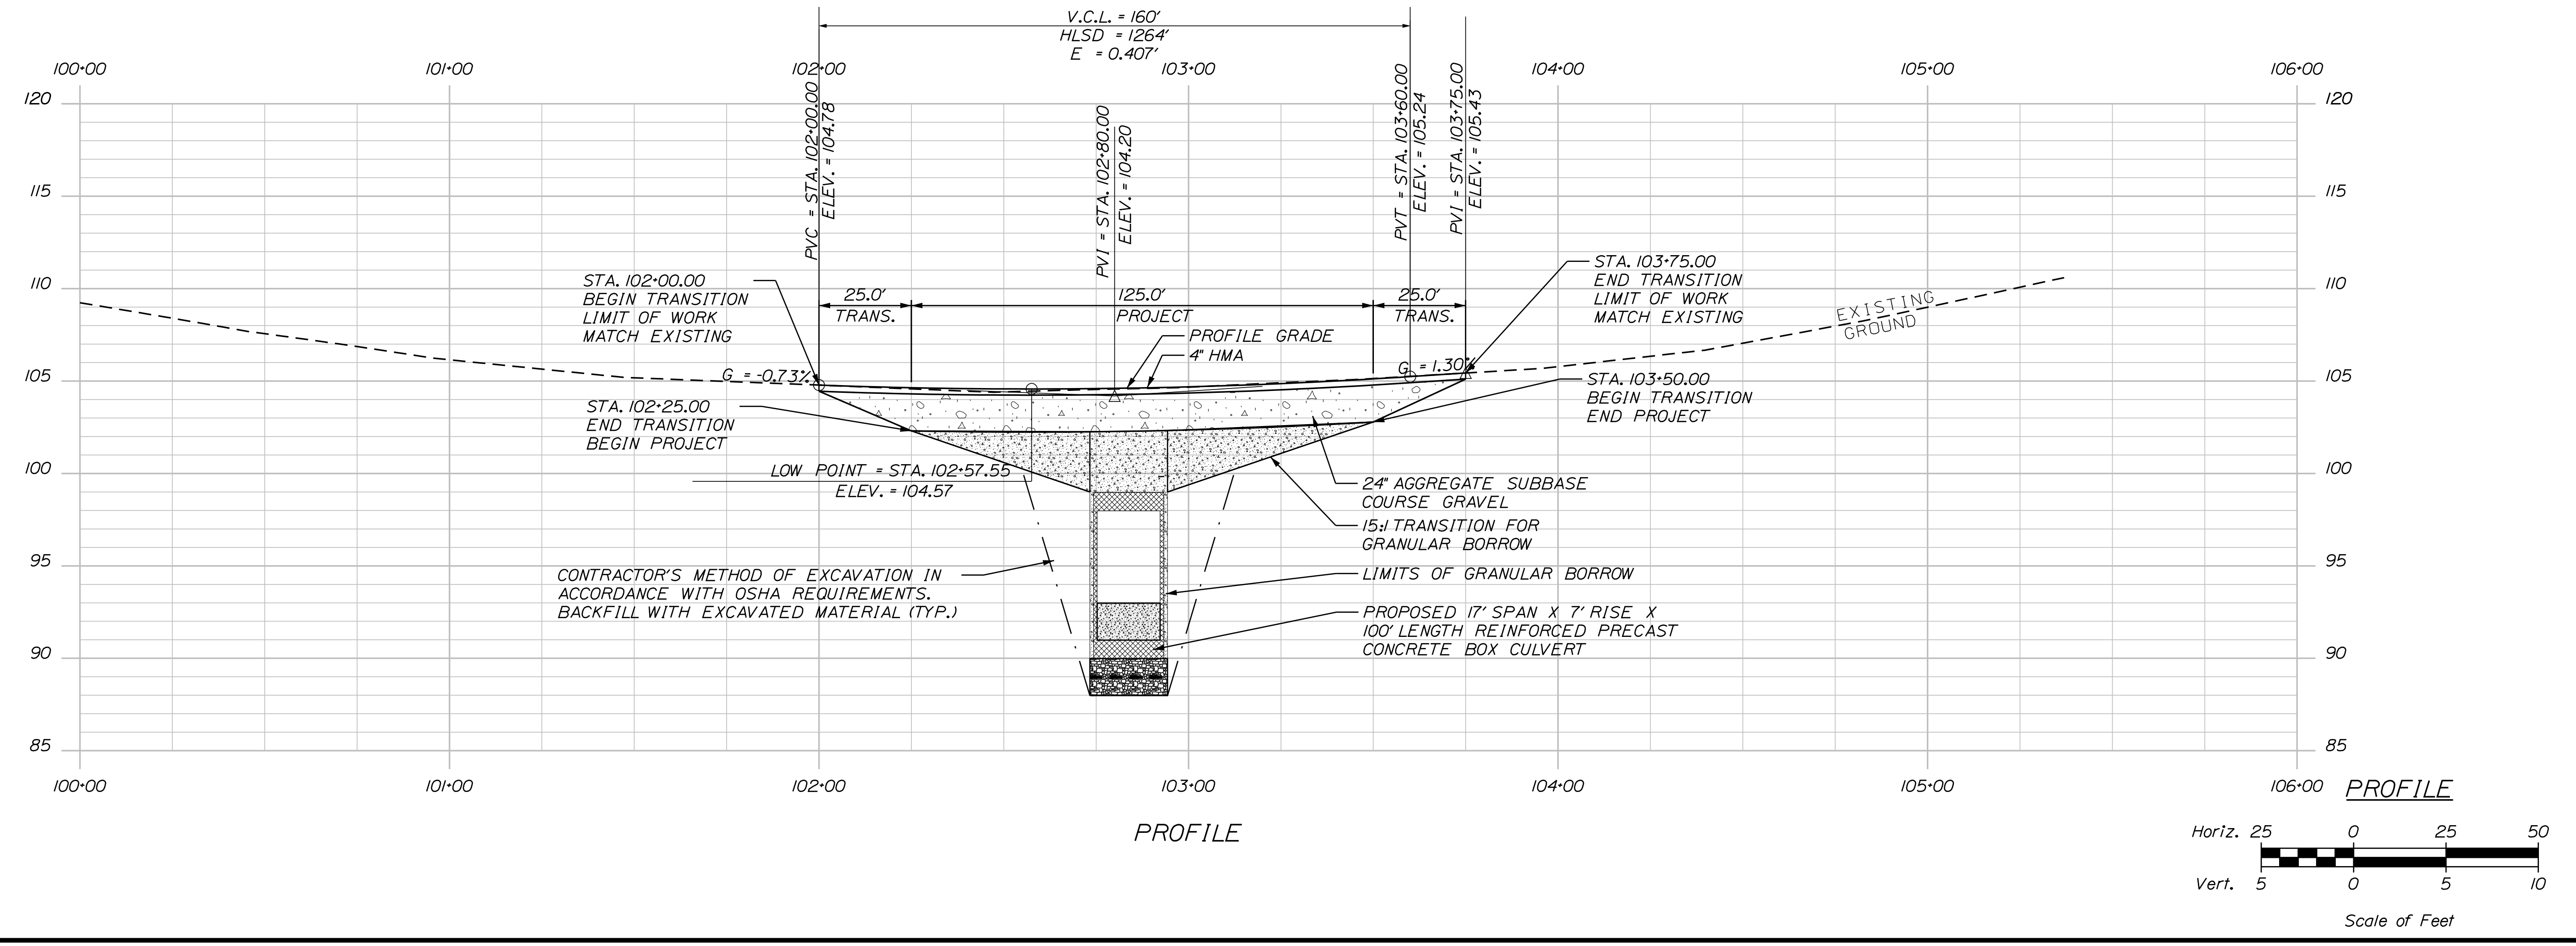 V.C.L. = 160'
HLSD = 1264'
E = 0.407'
100+00 101+00 102+00 103+00 104+00 105+00 106+00
120 120
115 115
110 110
105 105
100 100
95 95
90 90
85 85
PVC = STA. 102+00.00
ELEV. = 104.78
PVI = STA. 102+80.00
ELEV. = 104.20
PVT = STA. 103+60.00
ELEV. = 105.24
PVI = STA. 103+75.00
ELEV. = 105.43
STA. 102+00.00
BEGIN TRANSITION
LIMIT OF WORK
MATCH EXISTING
25.0'
TRANS.
125.0'
PROJECT
25.0'
TRANS.
STA. 103+75.00
END TRANSITION
LIMIT OF WORK
MATCH EXISTING
EXISTING
GROUND
PROFILE GRADE
4" HMA
G = -0.73%
G = 1.30%
STA. 102+25.00
END TRANSITION
BEGIN PROJECT
STA. 103+50.00
BEGIN TRANSITION
END PROJECT
LOW POINT = STA. 102+57.55
ELEV. = 104.57
24" AGGREGATE SUBBASE
COURSE GRAVEL
15:1 TRANSITION FOR
GRANULAR BORROW
CONTRACTOR'S METHOD OF EXCAVATION IN
ACCORDANCE WITH OSHA REQUIREMENTS.
BACKFILL WITH EXCAVATED MATERIAL (TYP.)
LIMITS OF GRANULAR BORROW
PROPOSED 17' SPAN X 7' RISE X
100' LENGTH REINFORCED PRECAST
CONCRETE BOX CULVERT
100+00 101+00 102+00 103+00 104+00 105+00 106+00
PROFILE
PROFILE
Horiz. 25 0 25 50
Vert. 5 0 5 10
Scale of Feet